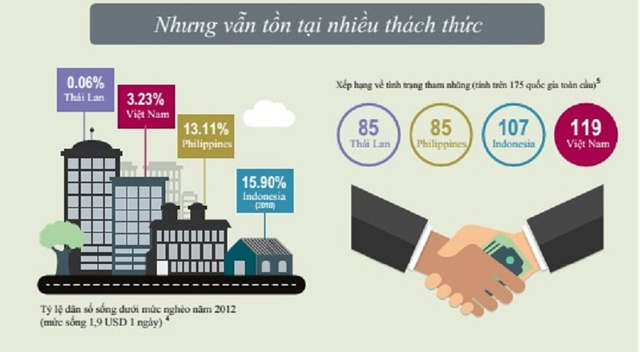 Nhưng vẫn tồn tại nhiều thách thức
0.06%
Thái Lan
3.23%
Việt Nam
13.11%
Philippines
15.90%
Indonesia
(2010)
Tỷ lệ dân số sống dưới mức nghèo năm 2012
(mức sống 1,9 USD 1 ngày) 4
Xếp hạng về tình trạng tham nhũng (tính trên 175 quốc gia toàn cầu)5
85
Thái Lan
85
Philippines
107
Indonesia
119
Việt Nam